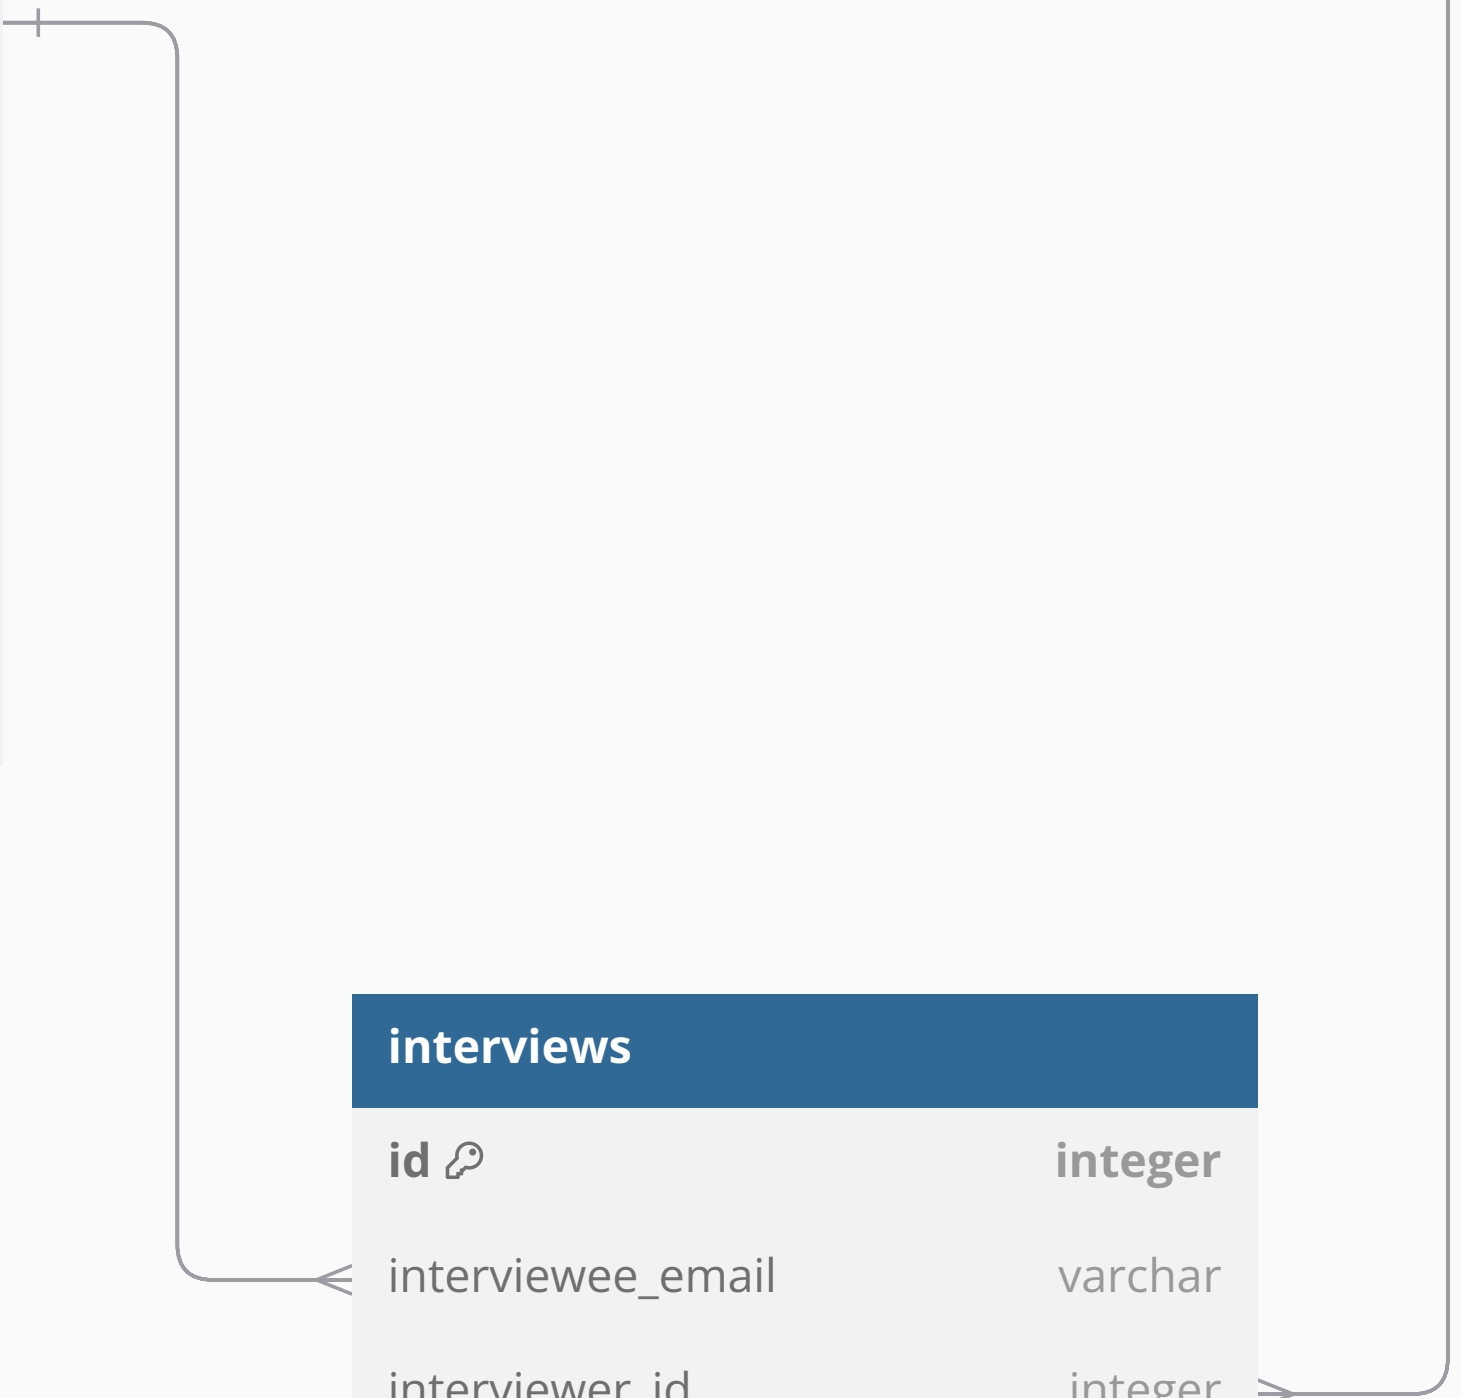 interviews
id integer
interviewee_email varchar
interviewer_id integer